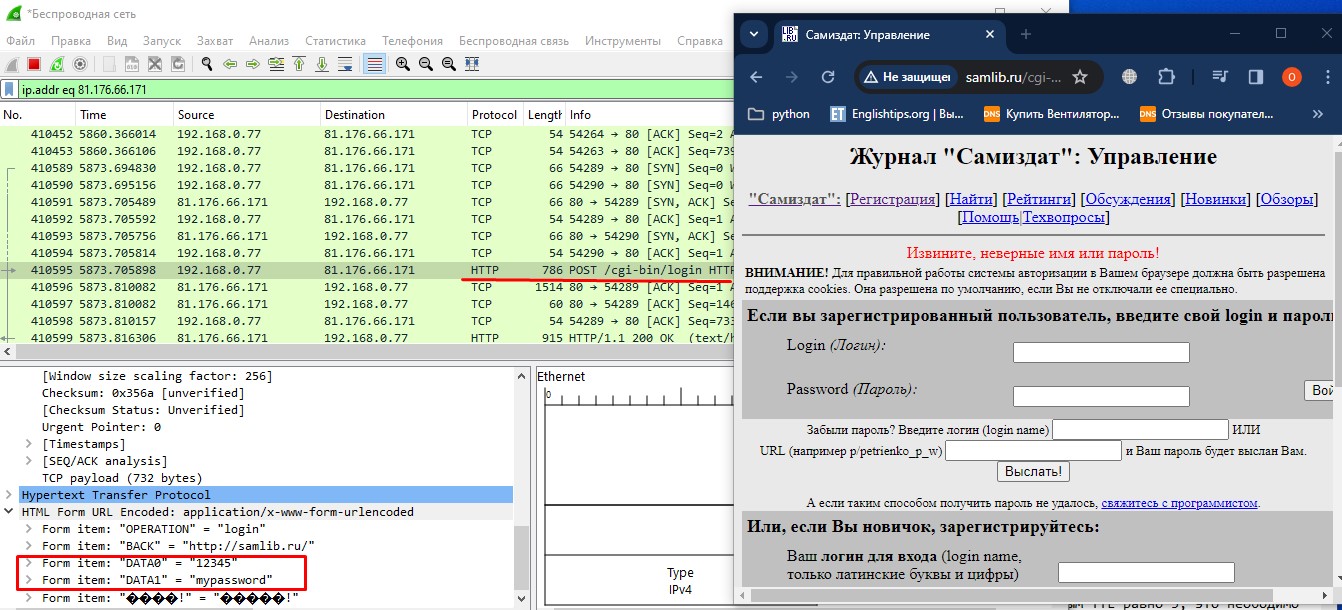 *Беспроводная сеть
Файл Правка Вид Запуск Захват Анализ Статистика Телефония Беспроводная связь Инструменты Справка
ip.addr eq 81.176.66.171
No. Time Source Destination Protocol Length Info
410452 5860.366014 192.168.0.77 81.176.66.171 TCP 54 54264 → 80 [ACK] Seq=2 A
410453 5860.366106 192.168.0.77 81.176.66.171 TCP 54 54263 → 80 [ACK] Seq=739
410589 5873.694830 192.168.0.77 81.176.66.171 TCP 66 54289 → 80 [SYN] Seq=0 W
410590 5873.695156 192.168.0.77 81.176.66.171 TCP 66 54290 → 80 [SYN] Seq=0 W
410591 5873.705489 81.176.66.171 192.168.0.77 TCP 66 80 → 54289 [SYN, ACK] Se
410592 5873.705592 192.168.0.77 81.176.66.171 TCP 54 54289 → 80 [ACK] Seq=1 A
410593 5873.705756 81.176.66.171 192.168.0.77 TCP 66 80 → 54290 [SYN, ACK] Se
410594 5873.705814 192.168.0.77 81.176.66.171 TCP 54 54290 → 80 [ACK] Seq=1 A
410595 5873.705898 192.168.0.77 81.176.66.171 HTTP 786 POST /cgi-bin/login HTTP
410596 5873.810082 81.176.66.171 192.168.0.77 TCP 1514 80 → 54289 [ACK] Seq=1 A
410597 5873.810082 81.176.66.171 192.168.0.77 TCP 60 80 → 54289 [ACK] Seq=146
410598 5873.810157 192.168.0.77 81.176.66.171 TCP 54 54289 → 80 [ACK] Seq=733
410599 5873.816306 81.176.66.171 192.168.0.77 HTTP 915 HTTP/1.1 200 OK (text/h
[Window size scaling factor: 256]
Checksum: 0x356a [unverified]
[Checksum Status: Unverified]
Urgent Pointer: 0
[Timestamps]
[SEQ/ACK analysis]
TCP payload (732 bytes)
Hypertext Transfer Protocol
HTML Form URL Encoded: application/x-www-form-urlencoded
Form item: "OPERATION" = "login"
Form item: "BACK" = "http://samlib.ru/"
Form item: "DATA0" = "12345"
Form item: "DATA1" = "mypassword"
Form item: "����!" = "�����!"
Ethernet
0
Type
IPv4
LIB.RU
Самиздат: Управление
Не защищен samlib.ru/cgi-...
O
python
ET Englishtips.org | Вы...
DNS Купить Вентилятор...
DNS Отзывы покупател...
Журнал "Самиздат": Управление
"Самиздат": [Регистрация] [Найти] [Рейтинги] [Обсуждения] [Новинки] [Обзоры]
[Помощь|Техвопросы]
Извините, неверные имя или пароль!
ВНИМАНИЕ! Для правильной работы системы авторизации в Вашем браузере должна быть разрешена
поддержка cookies. Она разрешена по умолчанию, если Вы не отключали ее специально.
Если вы зарегистрированный пользователь, введите свой login и парол
Login (Логин):
Password (Пароль):
Вой
Забыли пароль? Введите логин (login name) ИЛИ
URL (например p/petrienko_p_w) и Ваш пароль будет выслан Вам.
Выслать!
А если таким способом получить пароль не удалось, свяжитесь с программистом.
Или, если Вы новичок, зарегистрируйтесь:
Ваш логин для входа (login name,
только латинские буквы и цифры)